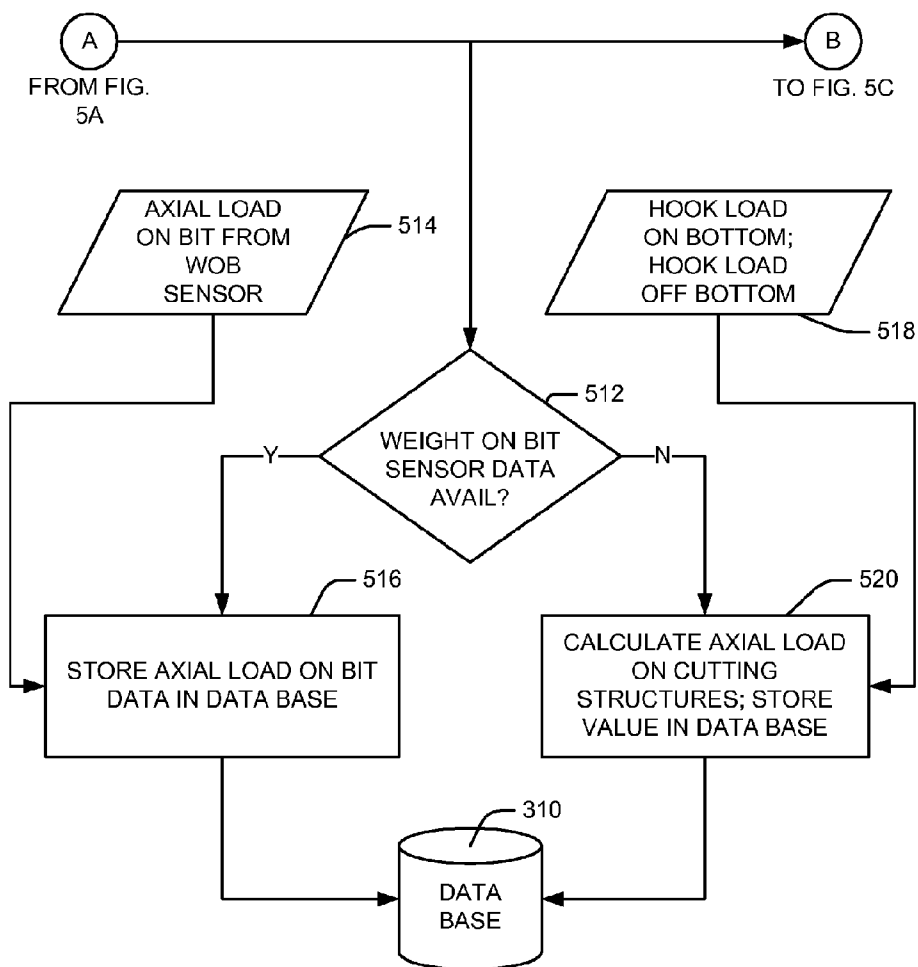 A
B
FROM FIG.
5A
TO FIG. 5C
AXIAL LOAD
ON BIT FROM
WOB
SENSOR
514
HOOK LOAD
ON BOTTOM;
HOOK LOAD
OFF BOTTOM
518
512
WEIGHT ON BIT
SENSOR DATA
AVAIL?
Y
N
516
STORE AXIAL LOAD ON BIT
DATA IN DATA BASE
520
CALCULATE AXIAL LOAD
ON CUTTING
STRUCTURES; STORE
VALUE IN DATA BASE
310
DATA
BASE